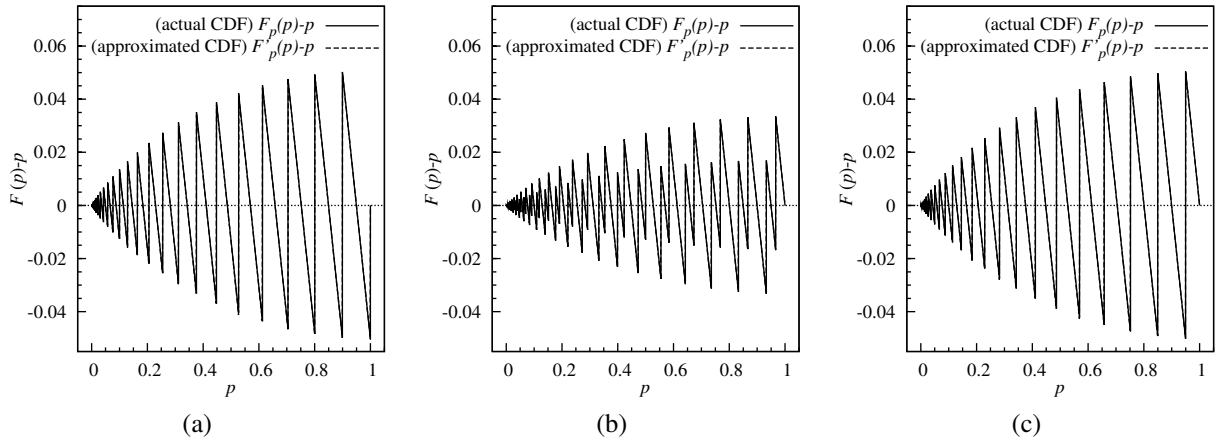 (actual CDF) F_p(p)-p
(approximated CDF) F'_p(p)-p
0.06
0.04
0.02
0
-0.02
-0.04
F (p)-p
0 0.2 0.4 0.6 0.8 1
p
(a)
(actual CDF) F_p(p)-p
(approximated CDF) F'_p(p)-p
0.06
0.04
0.02
0
-0.02
-0.04
F (p)-p
0 0.2 0.4 0.6 0.8 1
p
(b)
(actual CDF) F_p(p)-p
(approximated CDF) F'_p(p)-p
0.06
0.04
0.02
0
-0.02
-0.04
F (p)-p
0 0.2 0.4 0.6 0.8 1
p
(c)